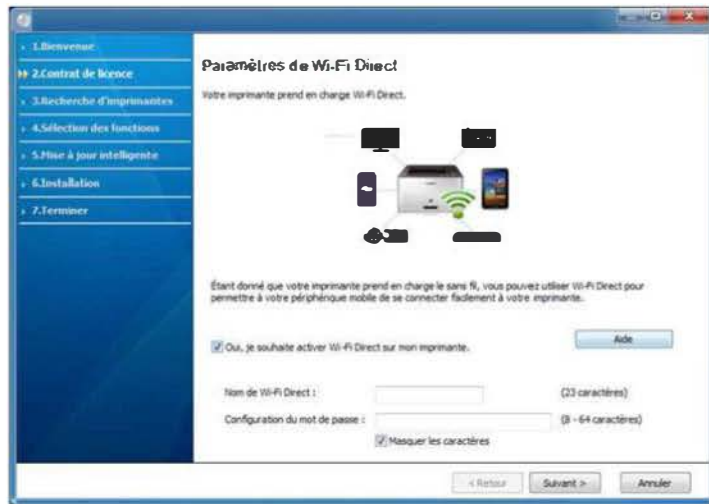 1.Bienvenue
2.Contrat de licence
3.Recherche d'imprimantes
4.Sélection des fonctions
5.Mise à jour intelligente
6.Installation
7.Terminer
Paramètres de Wi-Fi Direct
Votre imprimante prend en charge Wi-Fi Direct.
Étant donné que votre imprimante prend en charge le sans fil, vous pouvez utiliser Wi-Fi Direct pour
permettre à votre périphérique mobile de se connecter facilement à votre imprimante.
Oui, je souhaite activer Wi-Fi Direct sur mon imprimante.
Aide
Nom de Wi-Fi Direct :
(23 caractères)
Configuration du mot de passe :
(8 - 64 caractères)
Masquer les caractères
< Retour
Suivant >
Annuler